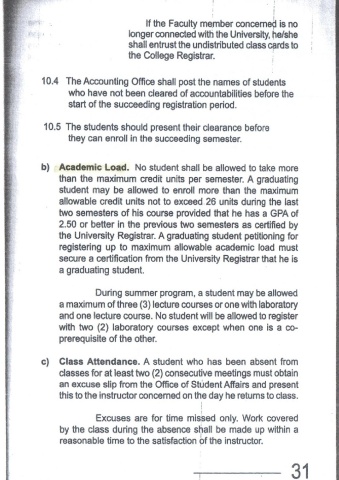 If the Faculty member concerned is no
longer connected with the University, he/she
shall entrust the undistributed class cards to
the College Registrar.
10.4 The Accounting Office shall post the names of students
who have not been cleared of accountabilities before the
start of the succeeding registration period.
10.5 The students should present their clearance before
they can enroll in the succeeding semester.
b) Academic Load. No student shall be allowed to take more
than the maximum credit units per semester. A graduating
student may be allowed to enroll more than the maximum
allowable credit units not to exceed 26 units during the last
two semesters of his course provided that he has a GPA of
2.50 or better in the previous two semesters as certified by
the University Registrar. A graduating student petitioning for
registering up to maximum allowable academic load must
secure a certification from the University Registrar that he is
a graduating student.
During summer program, a student may be allowed
a maximum of three (3) lecture courses or one with laboratory
and one lecture course. No student will be allowed to register
with two (2) laboratory courses except when one is a co-
prerequisite of the other.
c) Class Attendance. A student who has been absent from
classes for at least two (2) consecutive meetings must obtain
an excuse slip from the Office of Student Affairs and present
this to the instructor concerned on the day he returns to class.
Excuses are for time missed only. Work covered
by the class during the absence shall be made up within a
reasonable time to the satisfaction of the instructor.
31